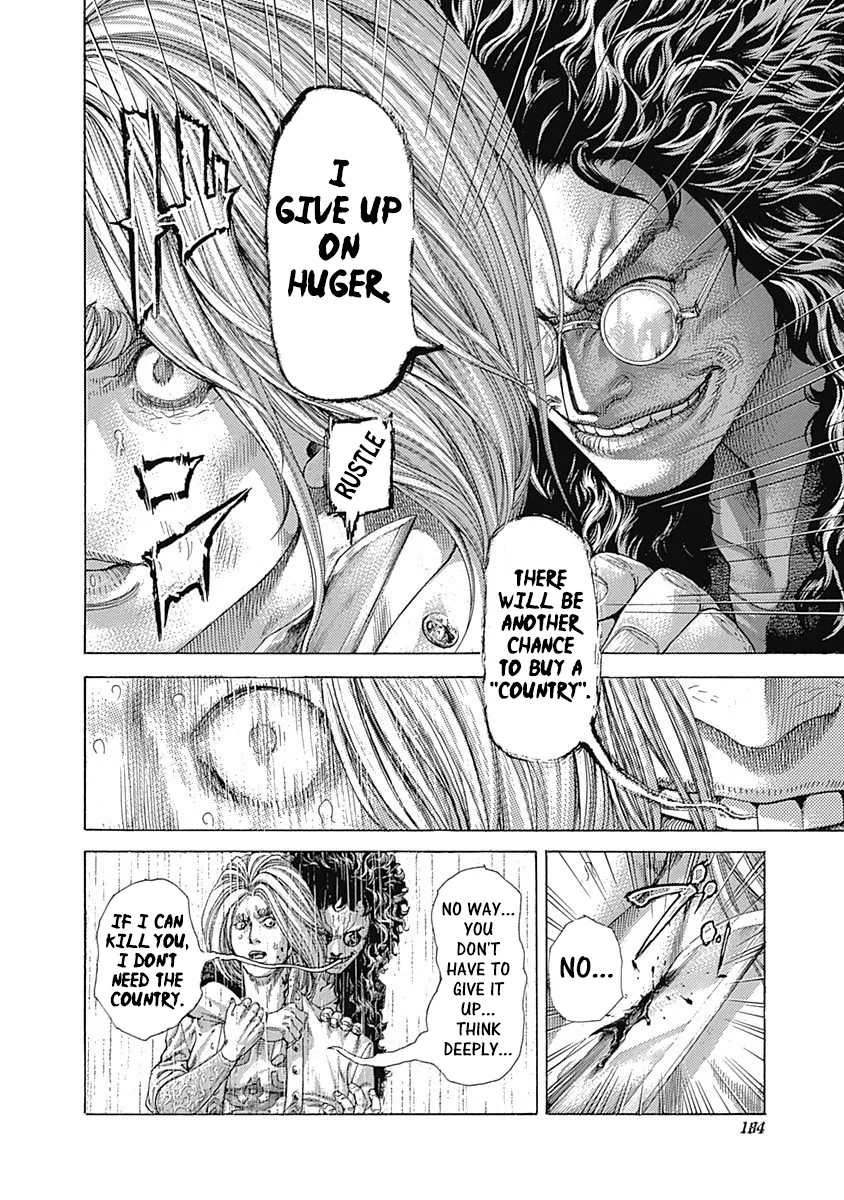 I
GIVE UP
ON
HUGER.
RUSTLE
THERE
WILL BE
ANOTHER
CHANCE
TO BUY A
"COUNTRY".
IF I CAN
KILL YOU,
I DON'T
NEED THE
COUNTRY.
NO WAY...
YOU
DON'T
HAVE TO
GIVE IT
UP...
THINK
DEEPLY...
NO...
184